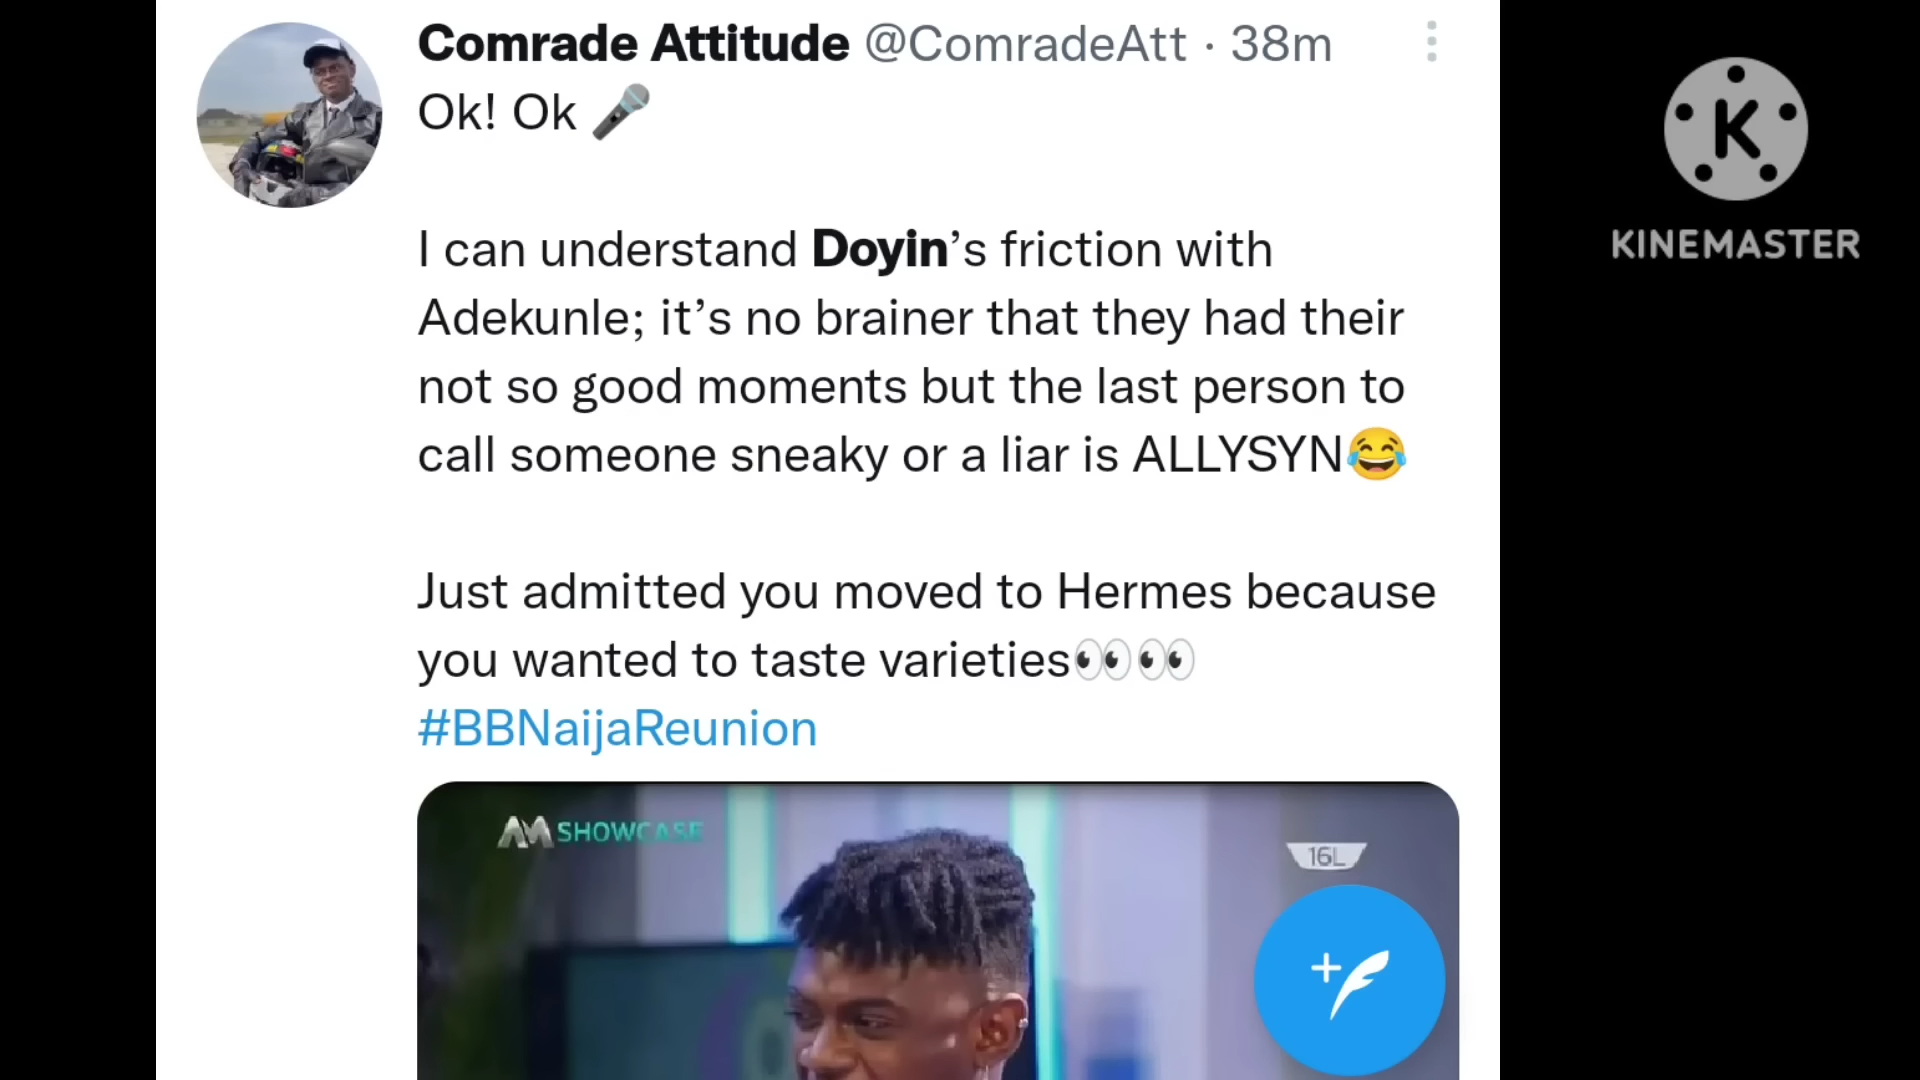 Comrade Attitude @ComradeAtt · 38m
Ok! Ok 🎤
I can understand Doyin’s friction with
Adekunle; it’s no brainer that they had their
not so good moments but the last person to
call someone sneaky or a liar is ALLYSYN😂
Just admitted you moved to Hermes because
you wanted to taste varieties👀👀
#BBNaijaReunion
AM SHOWCASE
16L
K
KINEMASTER